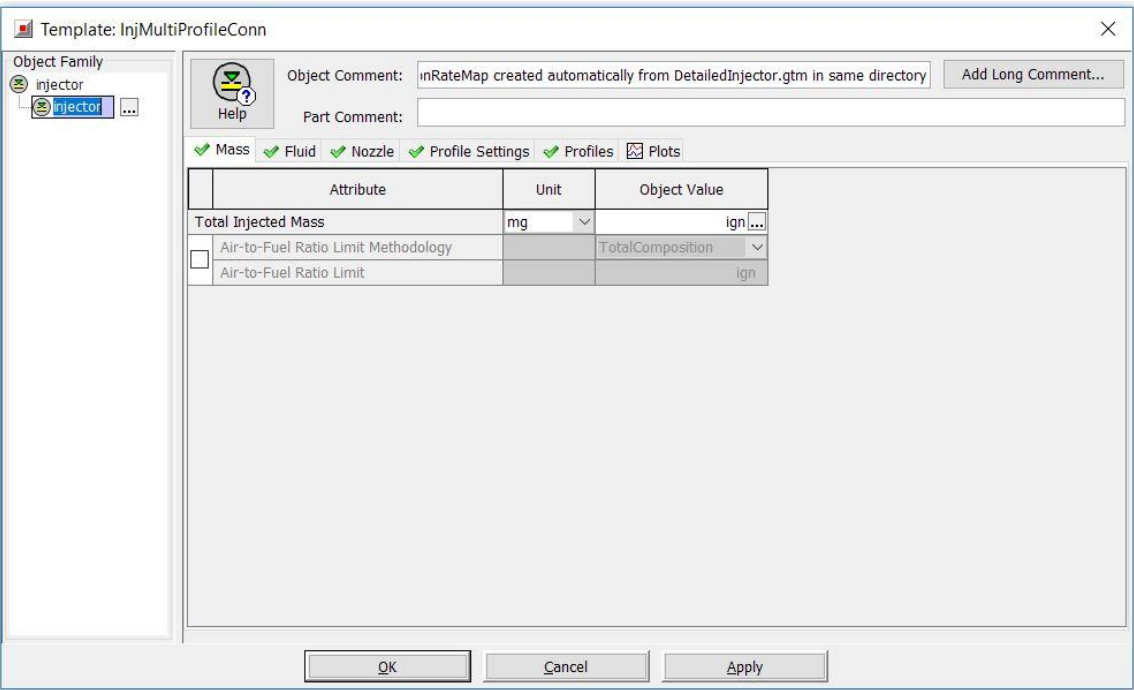 Template: InjMultiProfileConn
Object Family
injector
injector
...
Help
Object Comment:
nRateMap created automatically from DetailedInjector.gtm in same directory
Add Long Comment...
Part Comment:
Mass
Fluid
Nozzle
Profile Settings
Profiles
Plots
Attribute
Unit
Object Value
Total Injected Mass
mg
ign
...
Air-to-Fuel Ratio Limit Methodology
TotalComposition
Air-to-Fuel Ratio Limit
ign
OK
Cancel
Apply